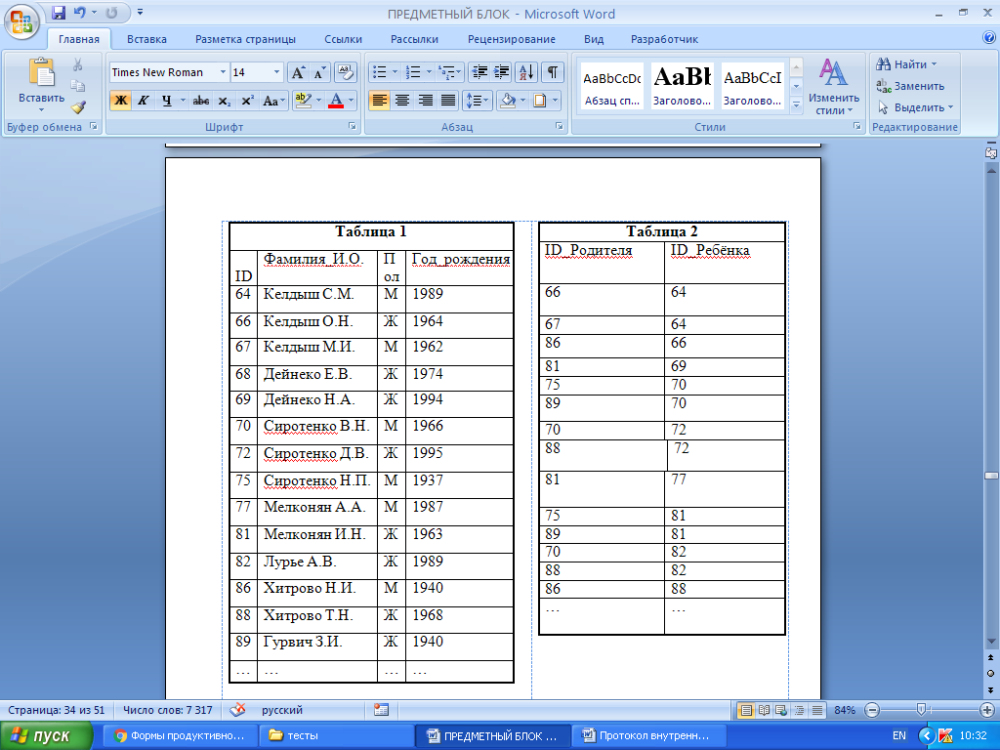 ПРЕДМЕТНЫЙ БЛОК - Microsoft Word
Главная Вставка Разметка страницы Ссылки Рассылки Рецензирование Вид Разработчик
Вставить
Буфер обмена
Times New Roman 14
Ж К Ч abc x₂ x² Aa
Шрифт
Абзац
AaBbCcDc AaBbI AaBbCcI
Абзац сп... Заголово... Заголово...
Изменить стили
Стили
Найти
Заменить
Выделить
Редактирование
Таблица 1
ID Фамилия_И.О. Пол Год_рождения
64 Келдыш С.М. М 1989
66 Келдыш О.Н. Ж 1964
67 Келдыш М.И. М 1962
68 Дейнеко Е.В. Ж 1974
69 Дейнеко Н.А. Ж 1994
70 Сиротенко В.Н. М 1966
72 Сиротенко Д.В. Ж 1995
75 Сиротенко Н.П. М 1937
77 Мелконян А.А. М 1987
81 Мелконян И.Н. Ж 1963
82 Лурье А.В. Ж 1989
86 Хитрово Н.И. М 1940
88 Хитрово Т.Н. Ж 1968
89 Гурвич З.И. Ж 1940
… … … …
Таблица 2
ID_Родителя ID_Ребёнка
66 64
67 64
86 66
81 69
75 70
89 70
70 72
88 72
81 77
75 81
89 81
70 82
88 82
86 88
… …
Страница: 34 из 51 Число слов: 7 317 русский 84%
пуск Формы продуктивно... тесты ПРЕДМЕТНЫЙ БЛОК ... Протокол внутренн... EN 10:32